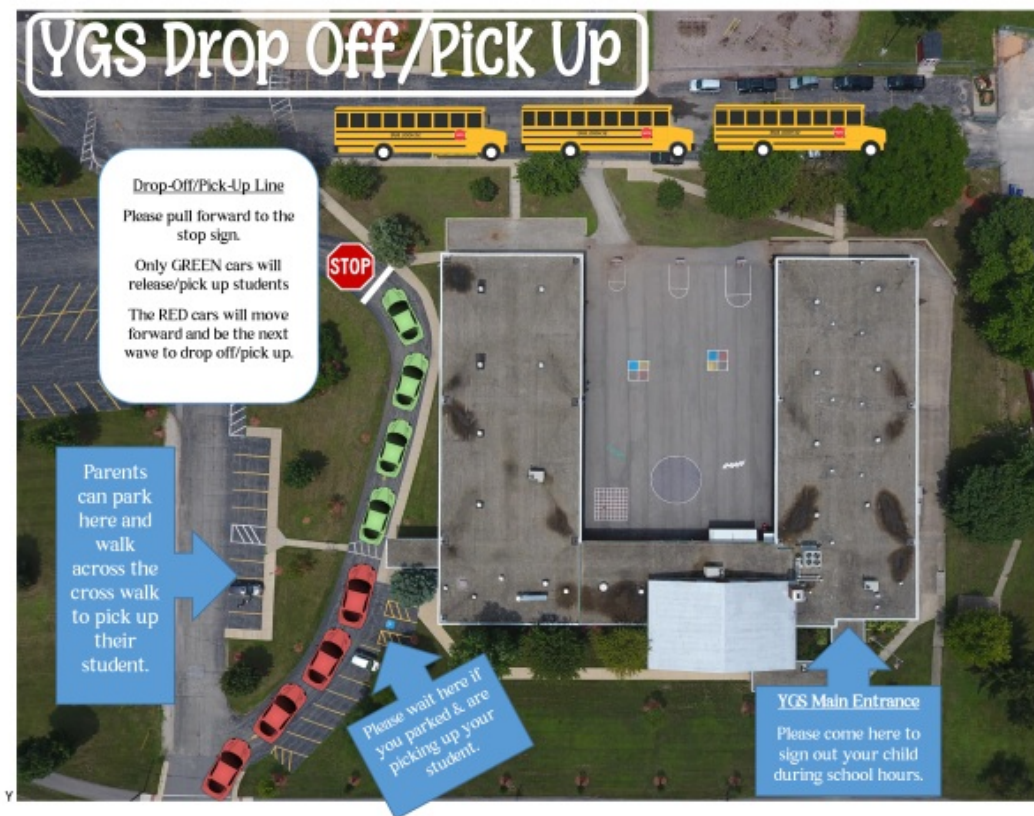 YGS Drop Off/Pick Up
Drop-Off/Pick-Up Line
Please pull forward to the
stop sign.
Only GREEN cars will
release/pick up students
The RED cars will move
forward and be the next
wave to drop off/pick up.
STOP
Parents
can park
here and
walk
across the
cross walk
to pick up
their
student.
Please wait here if
you parked & are
picking up your
student.
YGS Main Entrance
Please come here to
sign out your child
during school hours.
Y